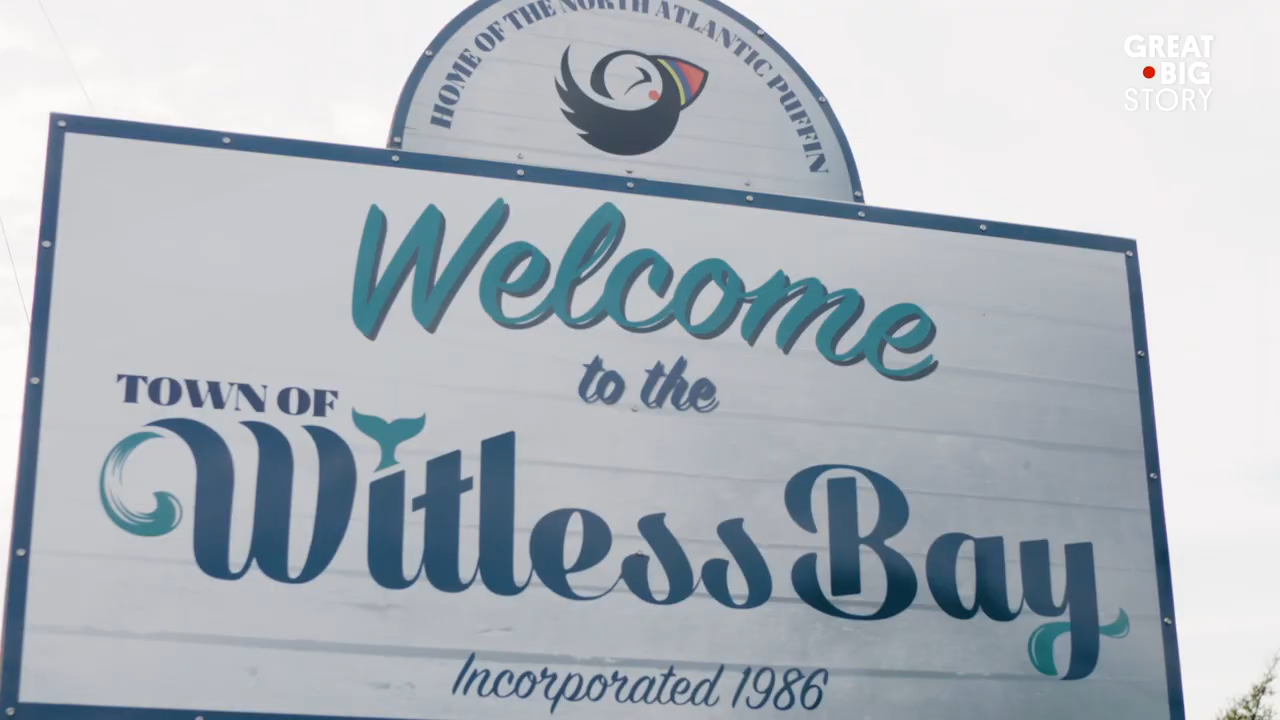 HOME OF THE NORTH ATLANTIC PUFFIN
GREAT
BIG
STORY
Welcome
to the
TOWN OF
Witless Bay
Incorporated 1986